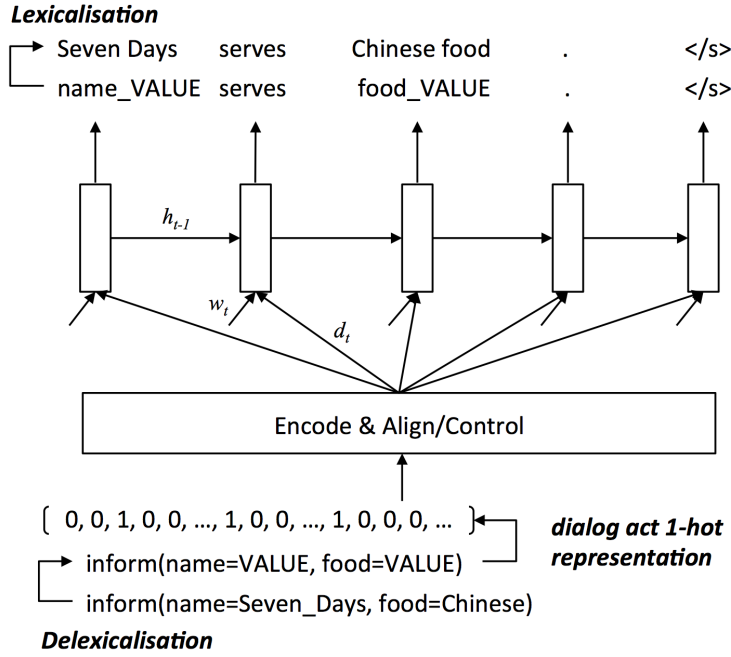 Lexicalisation
Seven Days serves Chinese food . </s>
name_VALUE serves food_VALUE . </s>
h_{t-1}
w_t
d_t
Encode & Align/Control
[ 0, 0, 1, 0, 0, …, 1, 0, 0, …, 1, 0, 0, 0, … ]
dialog act 1-hot
representation
inform(name=VALUE, food=VALUE)
inform(name=Seven_Days, food=Chinese)
Delexicalisation